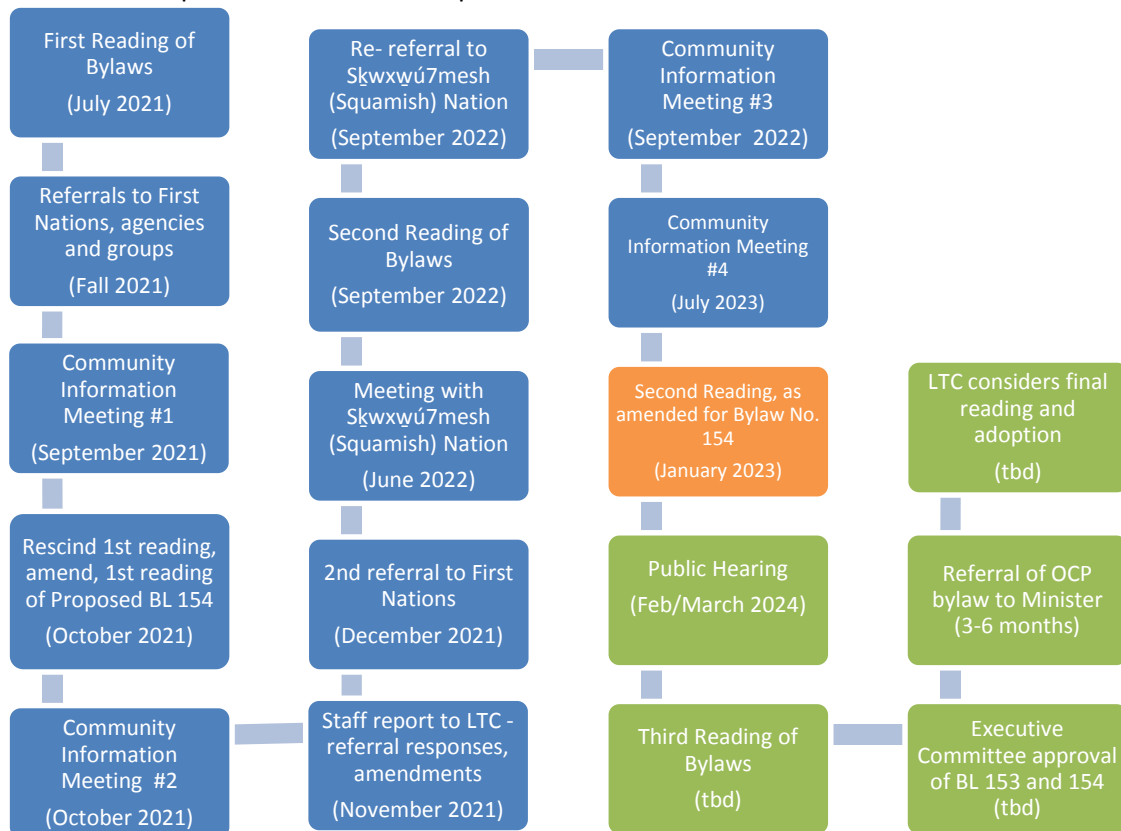 First Reading of
Bylaws
(July 2021)
Referrals to First
Nations, agencies
and groups
(Fall 2021)
Community
Information
Meeting #1
(September 2021)
Rescind 1st reading,
amend, 1st reading
of Proposed BL 154
(October 2021)
Community
Information
Meeting #2
(October 2021)
Staff report to LTC -
referral responses,
amendments
(November 2021)
2nd referral to First
Nations
(December 2021)
Meeting with
Sḵwxw̱ú7mesh
(Squamish) Nation
(June 2022)
Second Reading of
Bylaws
(September 2022)
Re- referral to
Sḵwxw̱ú7mesh
(Squamish) Nation
(September 2022)
Community
Information
Meeting #3
(September 2022)
Community
Information Meeting
#4
(July 2023)
Second Reading, as
amended for Bylaw No.
154
(January 2023)
Public Hearing
(Feb/March 2024)
Third Reading of
Bylaws
(tbd)
Executive
Committee approval
of BL 153 and 154
(tbd)
Referral of OCP
bylaw to Minister
(3-6 months)
LTC considers final
reading and
adoption
(tbd)